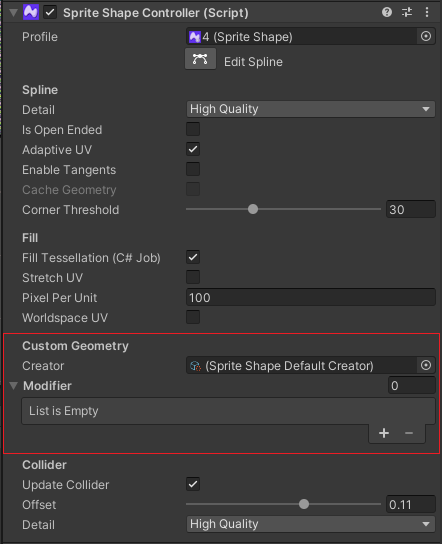 Sprite Shape Controller (Script)
Profile 4 (Sprite Shape)
Edit Spline
Spline
Detail High Quality
Is Open Ended
Adaptive UV
Enable Tangents
Cache Geometry
Corner Threshold 30
Fill
Fill Tessellation (C# Job)
Stretch UV
Pixel Per Unit 100
Worldspace UV
Custom Geometry
Creator (Sprite Shape Default Creator)
Modifier 0
List is Empty
+ −
Collider
Update Collider
Offset 0.11
Detail High Quality